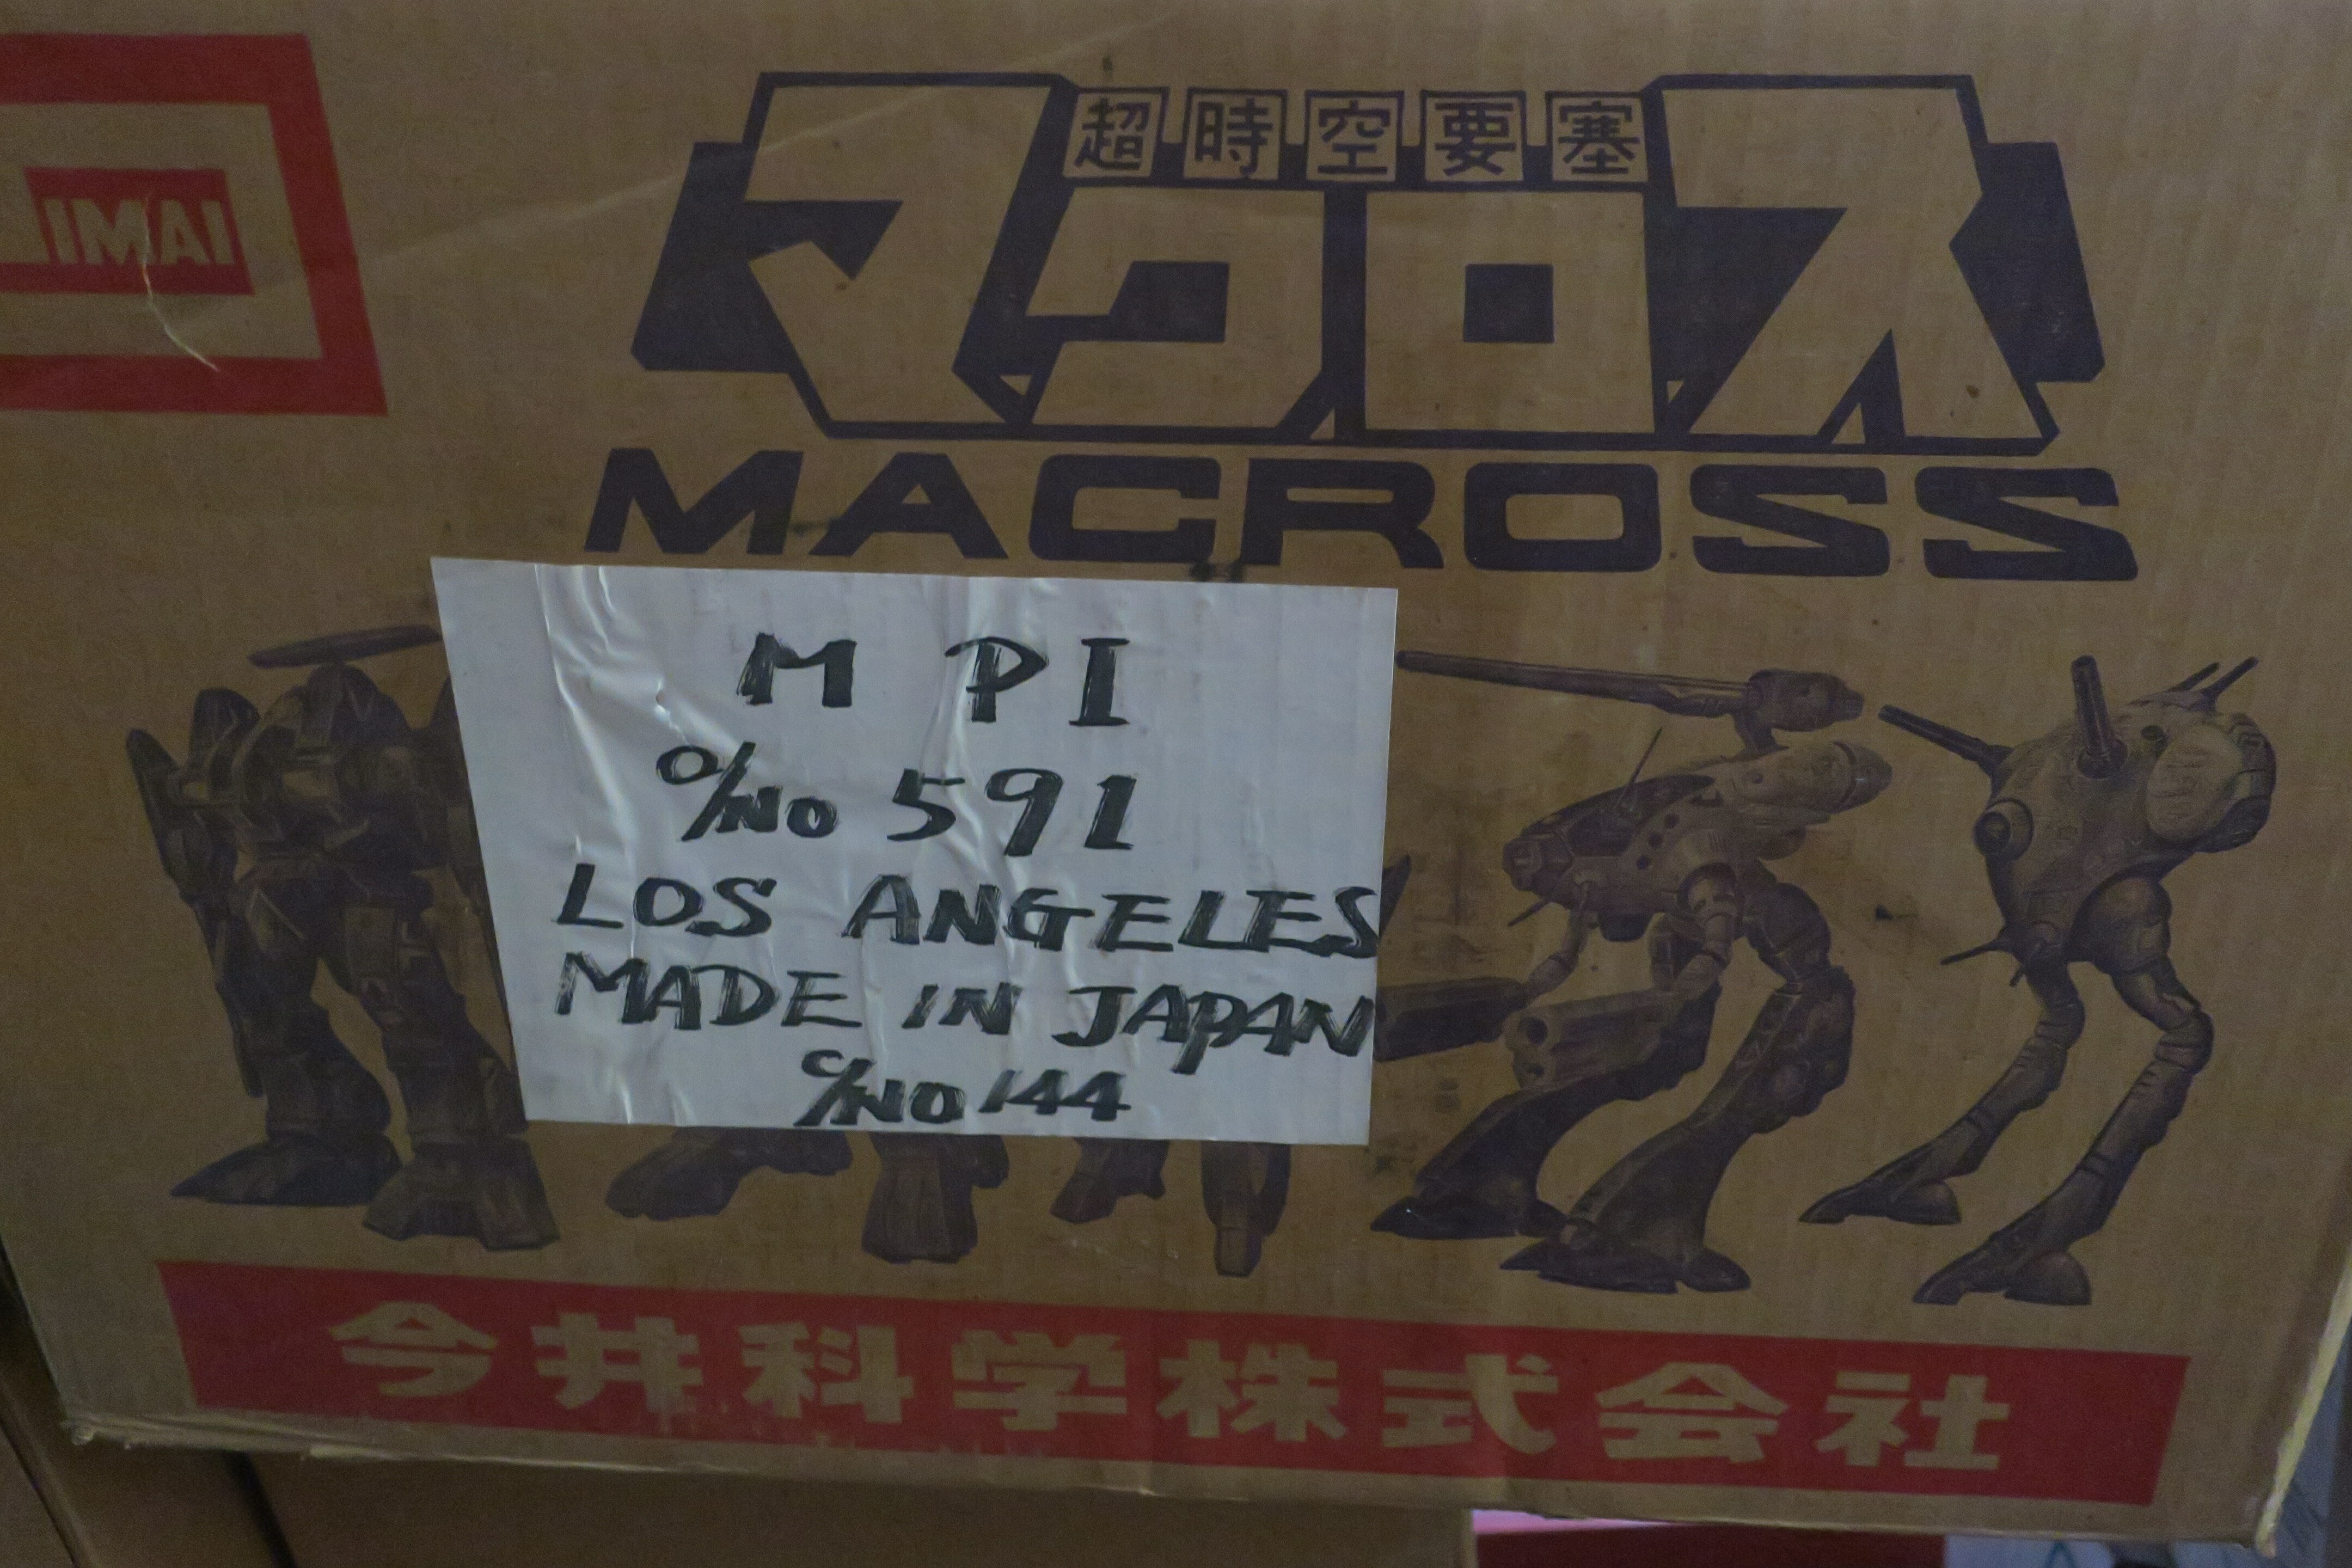 IMAI
超時空要塞
マクロス
MACROSS
M PI
O/NO 591
LOS ANGELES
MADE IN JAPAN
C/NO 144
今井科学株式会社